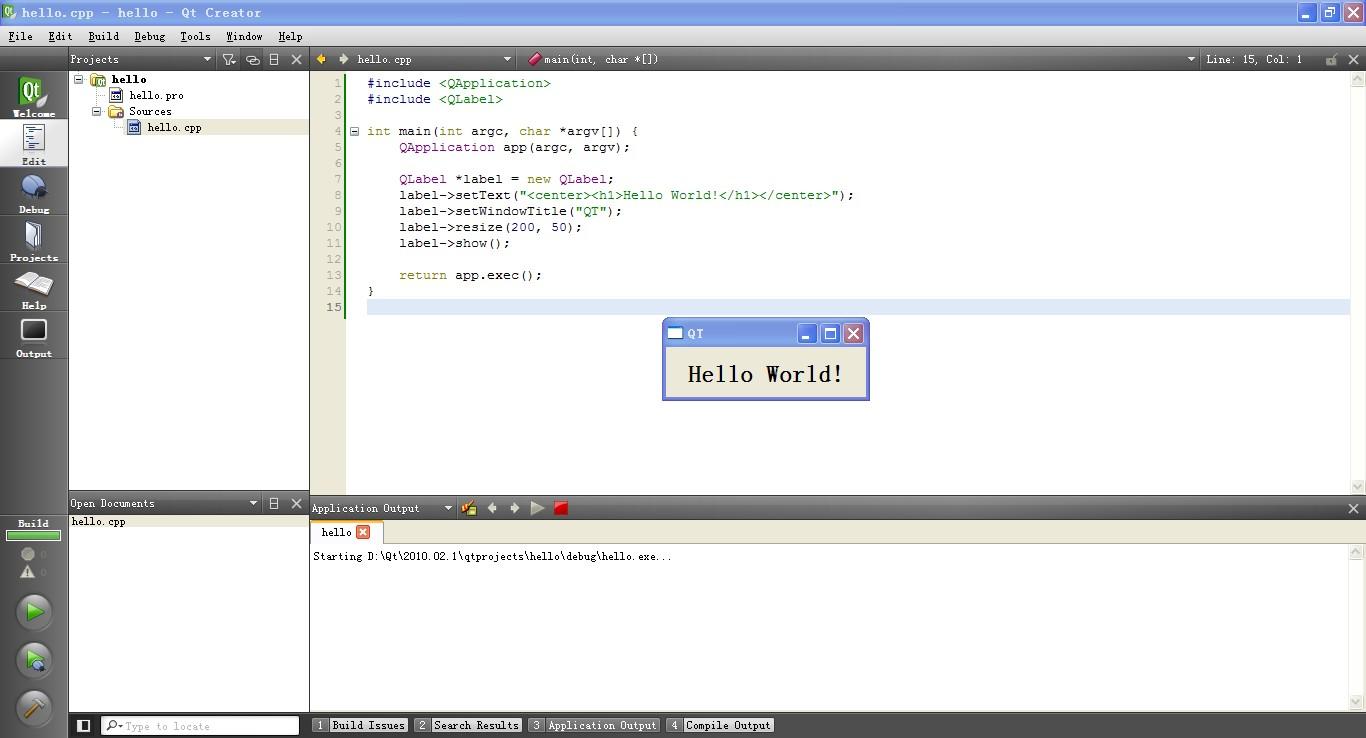 hello.cpp - hello - Qt Creator
File Edit Build Debug Tools Window Help
Projects
hello.cpp
main(int, char *[])
Line: 15, Col: 1
Qt
Welcome
Edit
Debug
Projects
Help
Output
hello
hello.pro
Sources
hello.cpp
1 #include <QApplication>
2 #include <QLabel>
3
4 int main(int argc, char *argv[]) {
5 QApplication app(argc, argv);
6
7 QLabel *label = new QLabel;
8 label->setText("<center><h1>Hello World!</h1></center>");
9 label->setWindowTitle("QT");
10 label->resize(200, 50);
11 label->show();
12
13 return app.exec();
14 }
15
QT
Hello World!
Open Documents
hello.cpp
Application Output
hello
Starting D:\Qt\2010.02.1\qtprojects\hello\debug\hello.exe...
Build
0
0
Type to locate
1 Build Issues 2 Search Results 3 Application Output 4 Compile Output